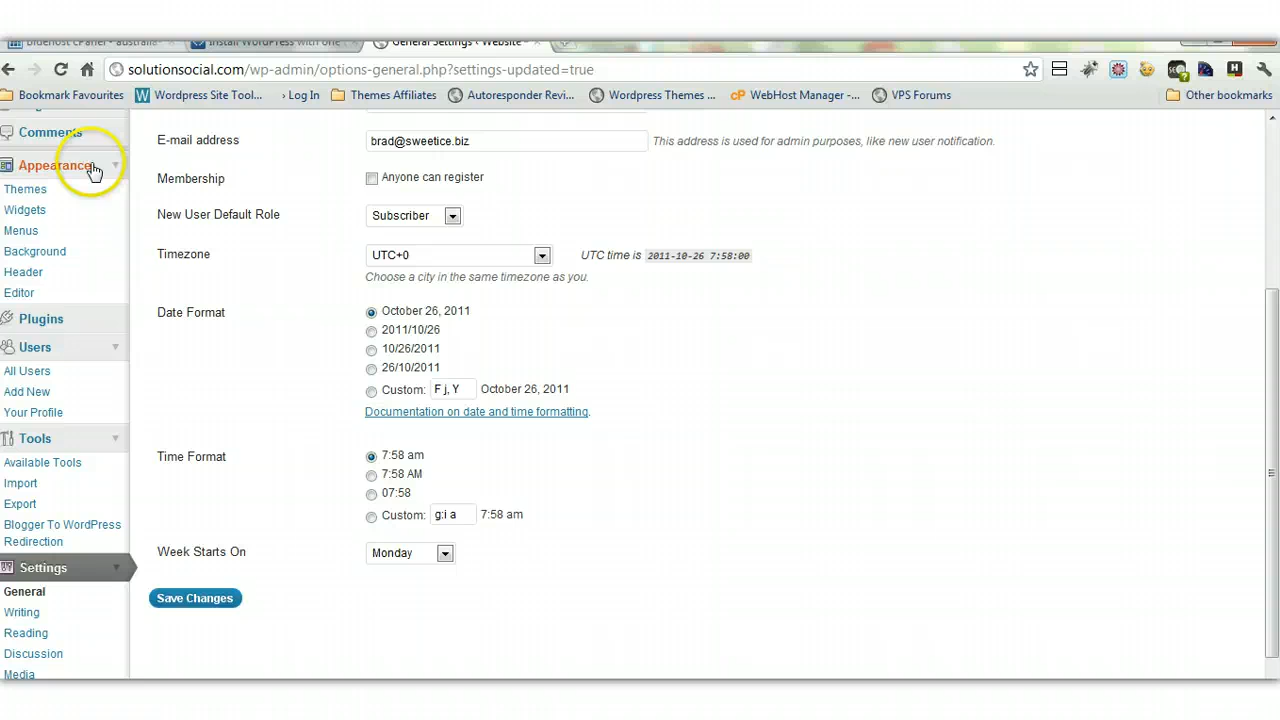 Bluehost cPanel - australia
Install WordPress with One
General Settings ‹ Website
solutionsocial.com/wp-admin/options-general.php?settings-updated=true
Bookmark Favourites
Wordpress Site Tool...
› Log In
Themes Affiliates
Autoresponder Revi...
Wordpress Themes ...
WebHost Manager -...
VPS Forums
Other bookmarks
Comments
Appearance
Themes
Widgets
Menus
Background
Header
Editor
Plugins
Users
All Users
Add New
Your Profile
Tools
Available Tools
Import
Export
Blogger To WordPress
Redirection
Settings
General
Writing
Reading
Discussion
Media
E-mail address brad@sweetice.biz This address is used for admin purposes, like new user notification.
Membership Anyone can register
New User Default Role Subscriber
Timezone UTC+0 UTC time is 2011-10-26 7:58:00
Choose a city in the same timezone as you.
Date Format October 26, 2011
2011/10/26
10/26/2011
26/10/2011
Custom: F j, Y October 26, 2011
Documentation on date and time formatting.
Time Format 7:58 am
7:58 AM
07:58
Custom: g:i a 7:58 am
Week Starts On Monday
Save Changes